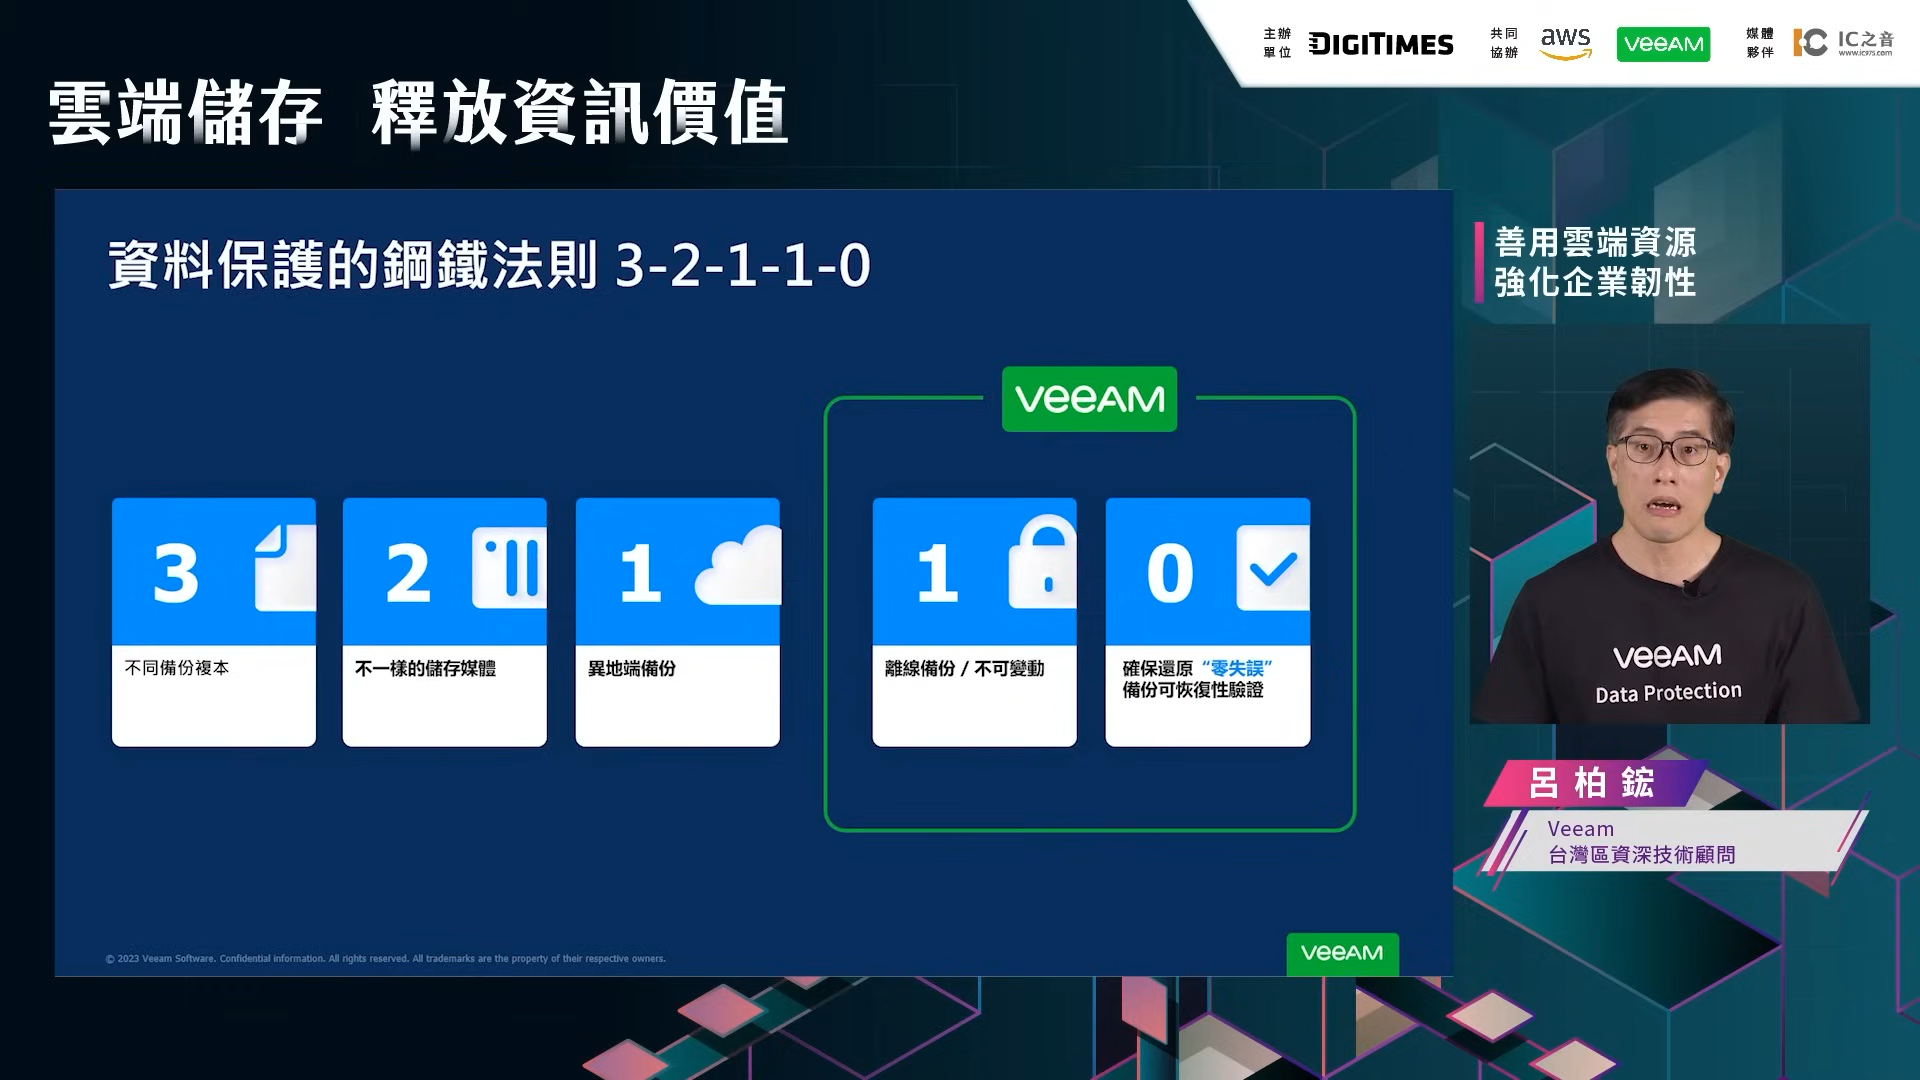 主辦
單位
DIGITIMES
共同
協辦
aws
veeAM
媒體
夥伴
IC IC之音
www.ic975.com
雲端儲存 釋放資訊價值
資料保護的鋼鐵法則 3-2-1-1-0
veeAM
3
不同備份複本
2
不一樣的儲存媒體
1
異地端備份
1
離線備份 / 不可變動
0
確保還原“零失誤”
備份可恢復性驗證
© 2023 Veeam Software. Confidential information. All rights reserved. All trademarks are the property of their respective owners.
veeAM
善用雲端資源
強化企業韌性
veeAM
Data Protection
呂柏鋐
Veeam
台灣區資深技術顧問